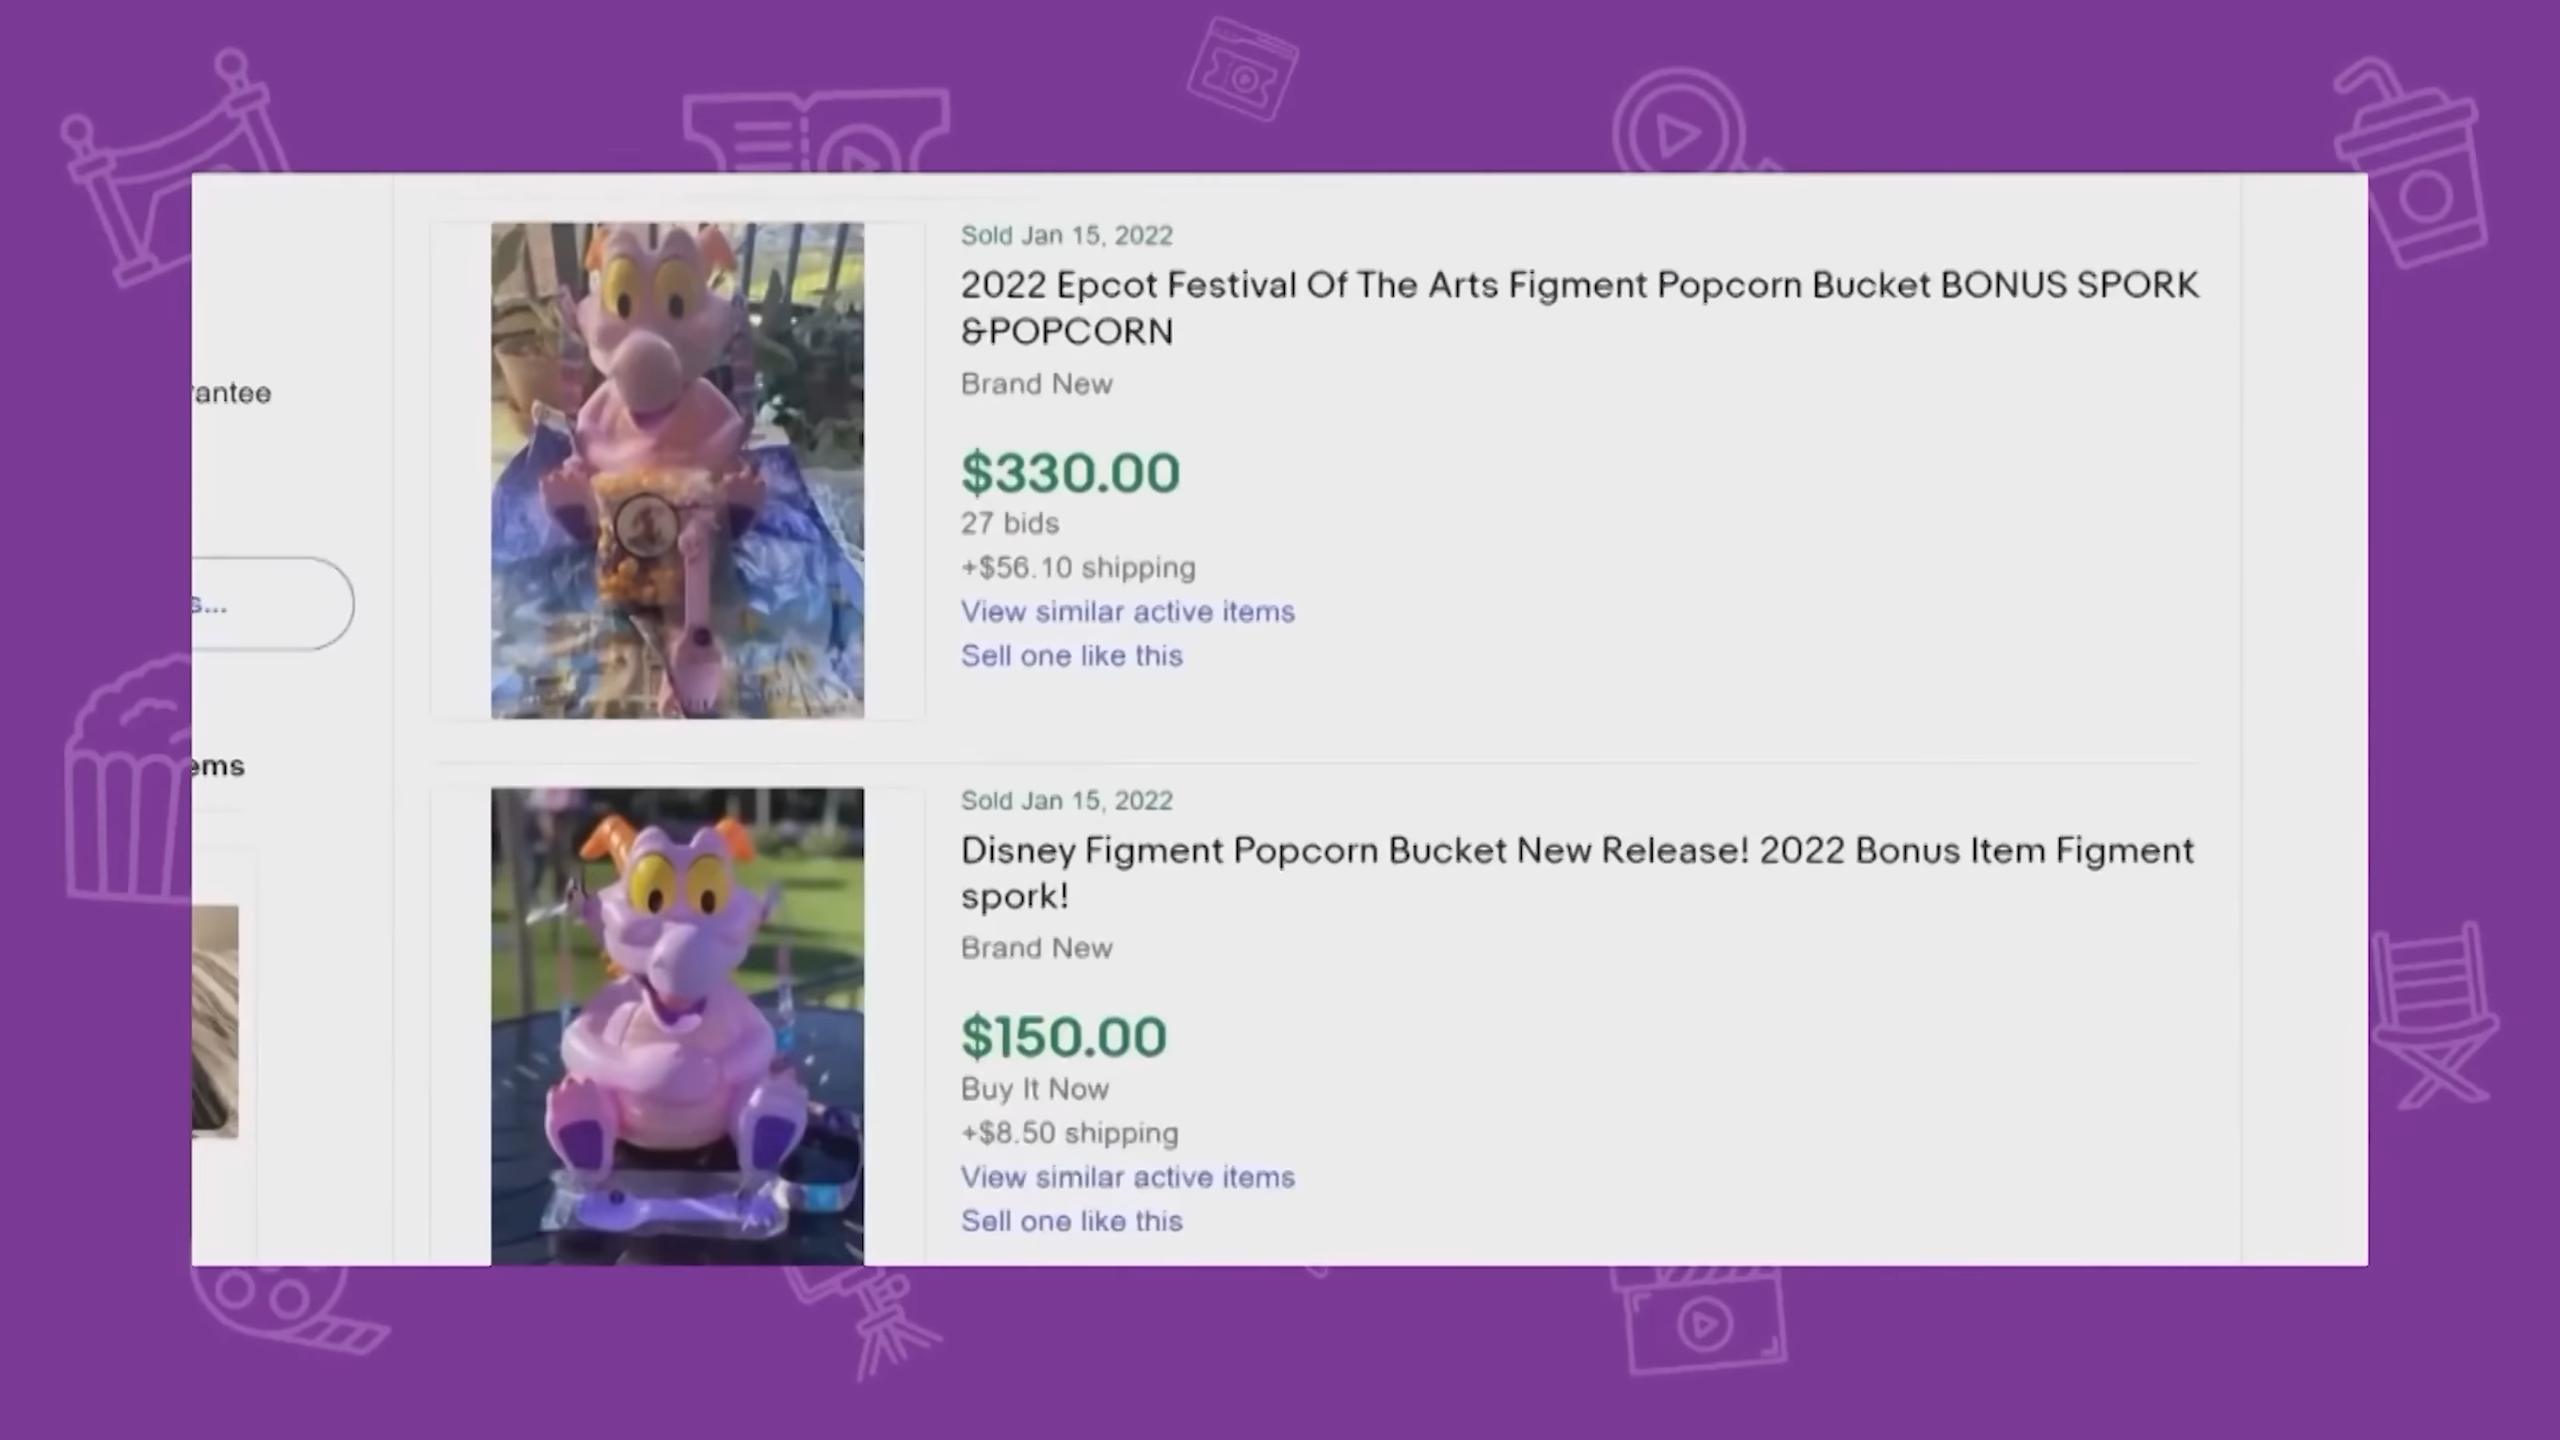 Sold Jan 15, 2022
2022 Epcot Festival Of The Arts Figment Popcorn Bucket BONUS SPORK
&POPCORN
Brand New
$330.00
27 bids
+$56.10 shipping
View similar active items
Sell one like this
Sold Jan 15, 2022
Disney Figment Popcorn Bucket New Release! 2022 Bonus Item Figment
spork!
Brand New
$150.00
Buy It Now
+$8.50 shipping
View similar active items
Sell one like this